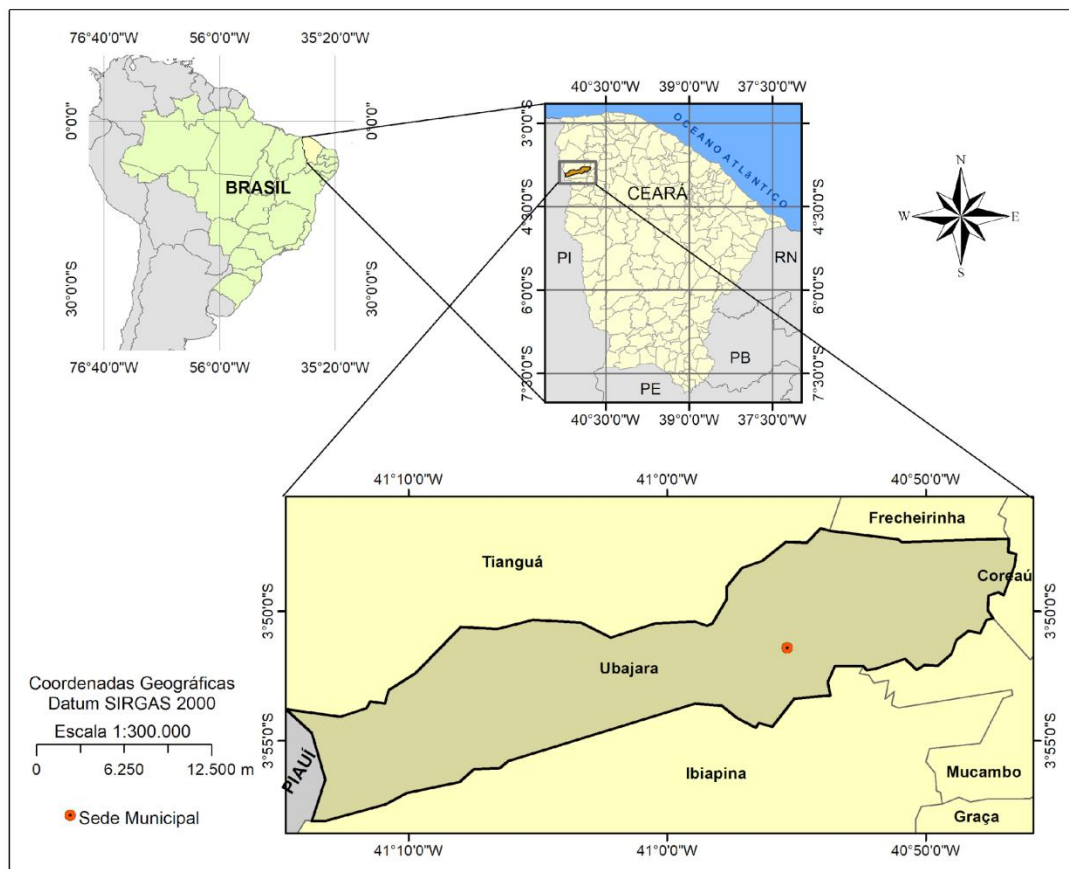 76°40'0"W 56°0'0"W 35°20'0"W
0°0'0"
0°0'0"
BRASIL
30°0'0"S
30°0'0"S
76°40'0"W 56°0'0"W 35°20'0"W
40°30'0"W 39°0'0"W 37°30'0"W
3°0'0"S
3°0'0"S
OCEANO ATLÂNTICO
CEARÁ
4°30'0"S
4°30'0"S
PI
RN
6°0'0"S
6°0'0"S
PB
7°30'0"S
7°30'0"S
PE
40°30'0"W 39°0'0"W 37°30'0"W
N
W
E
S
41°10'0"W 41°0'0"W 40°50'0"W
Frecheirinha
Tianguá
Coreaú
3°50'0"S
3°50'0"S
Ubajara
PIAUÍ
3°55'0"S
3°55'0"S
Ibiapina
Mucambo
Graça
41°10'0"W 41°0'0"W 40°50'0"W
Coordenadas Geográficas
Datum SIRGAS 2000
Escala 1:300.000
0 6.250 12.500 m
Sede Municipal